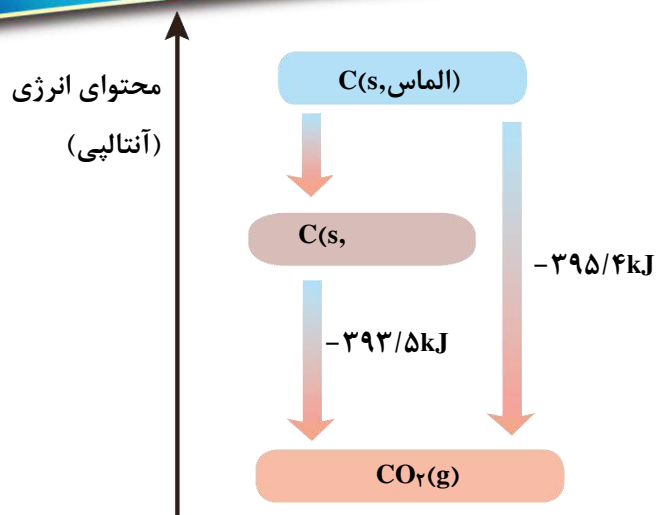 محتوای انرژی
(آنتالپی)
C(s,الماس)
C(s,
−۳۹۵/۴kJ
−۳۹۳/۵kJ
CO۲(g)